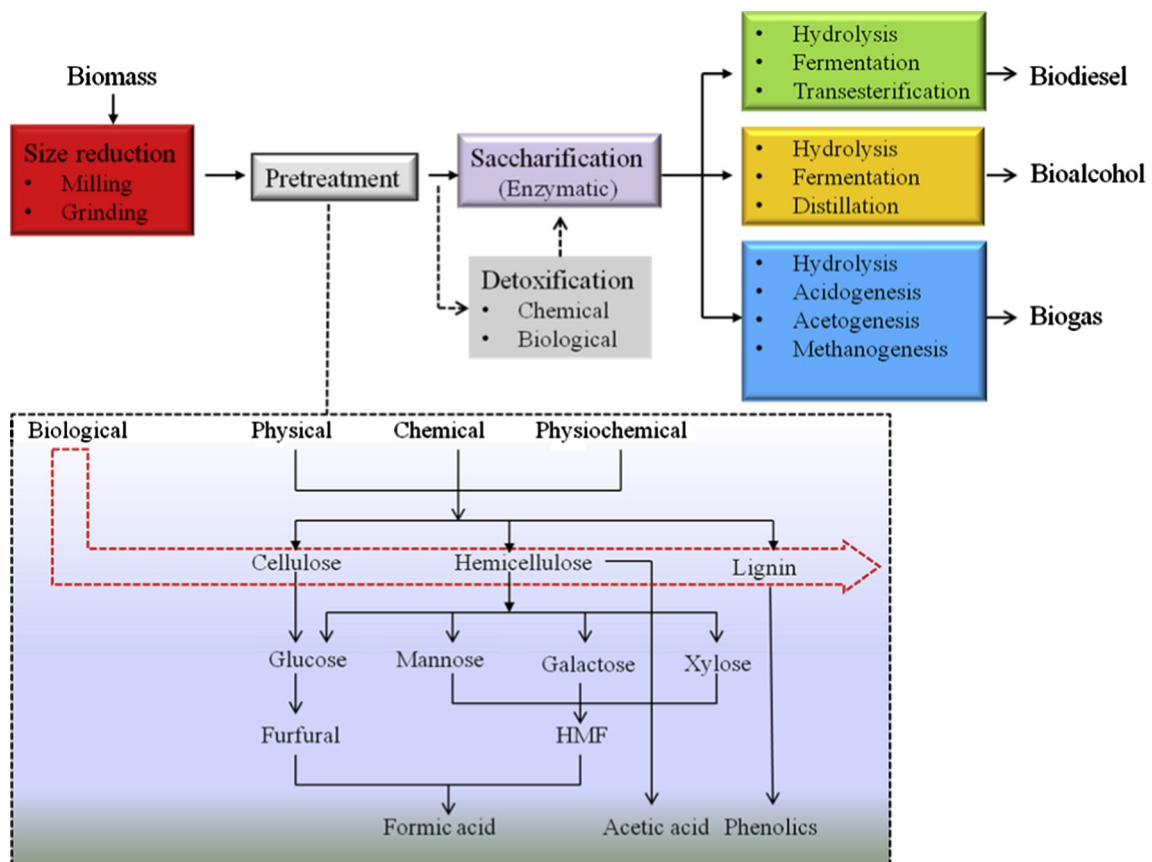 Biomass
Size reduction
• Milling
• Grinding
Pretreatment
Saccharification
(Enzymatic)
Detoxification
• Chemical
• Biological
• Hydrolysis
• Fermentation
• Transesterification
Biodiesel
• Hydrolysis
• Fermentation
• Distillation
Bioalcohol
• Hydrolysis
• Acidogenesis
• Acetogenesis
• Methanogenesis
Biogas
Biological Physical Chemical Physiochemical
Cellulose Hemicellulose Lignin
Glucose Mannose Galactose Xylose
Furfural HMF
Formic acid Acetic acid Phenolics